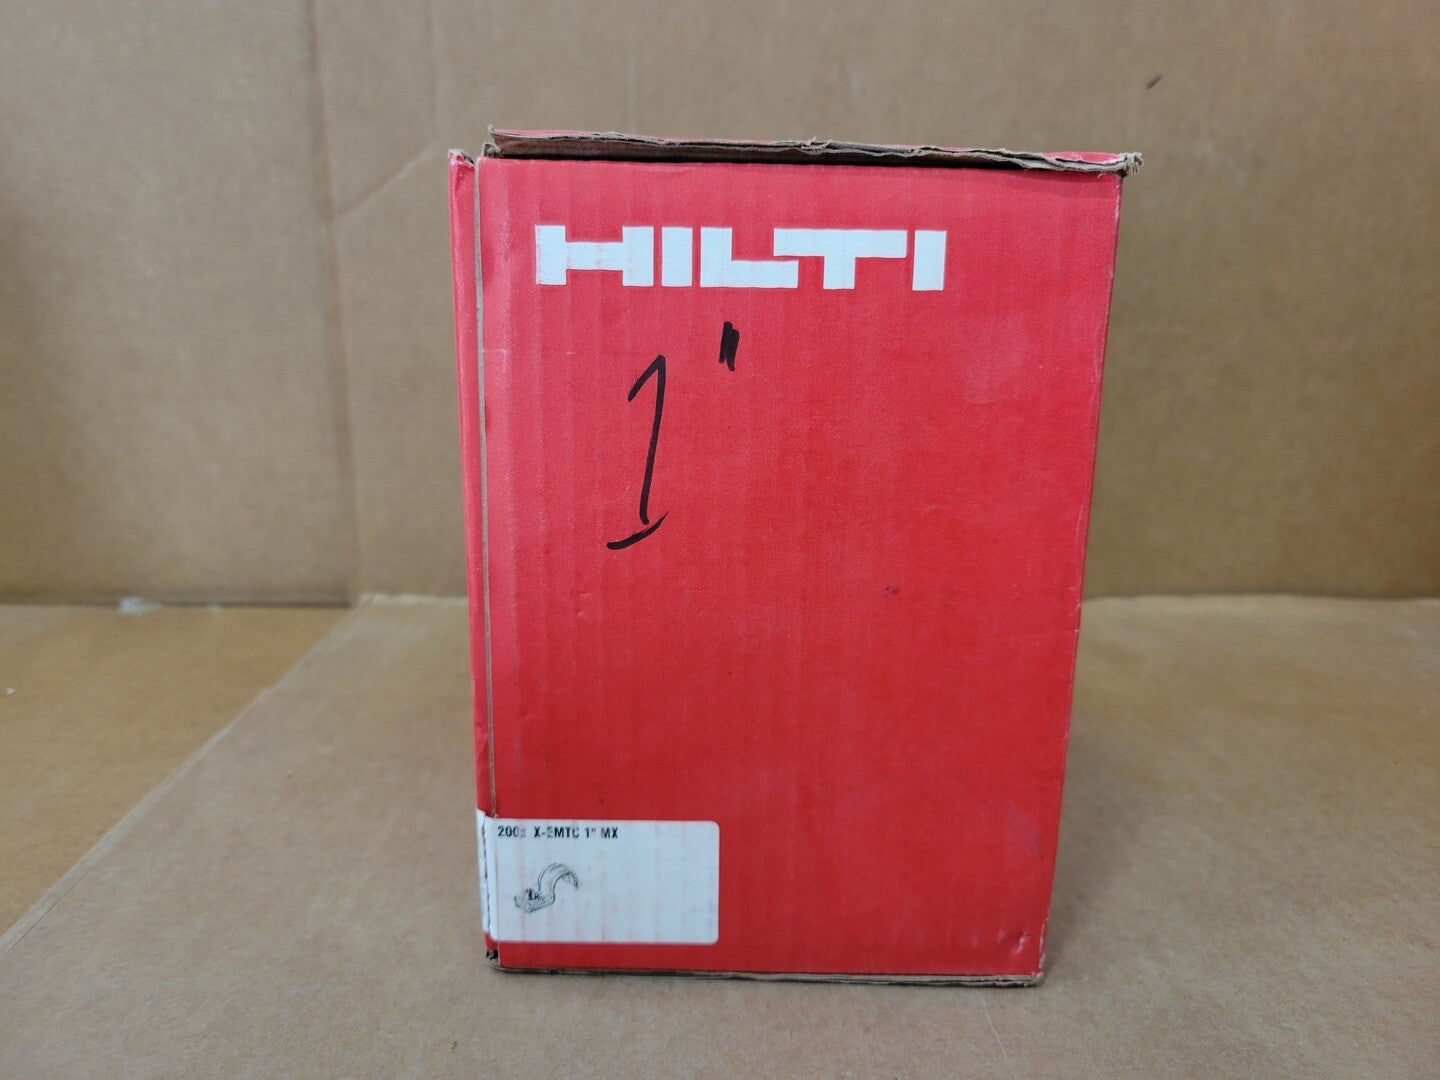 HILTI
1"
200x X-EMTC 1" MX